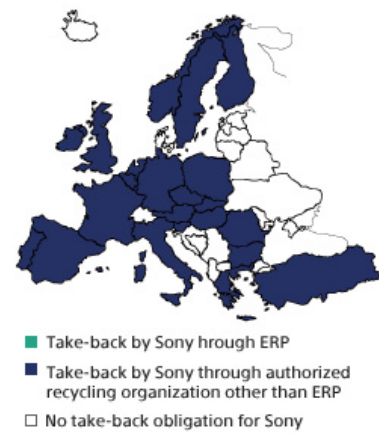 Take-back by Sony hrough ERP
Take-back by Sony through authorized
recycling organization other than ERP
No take-back obligation for Sony